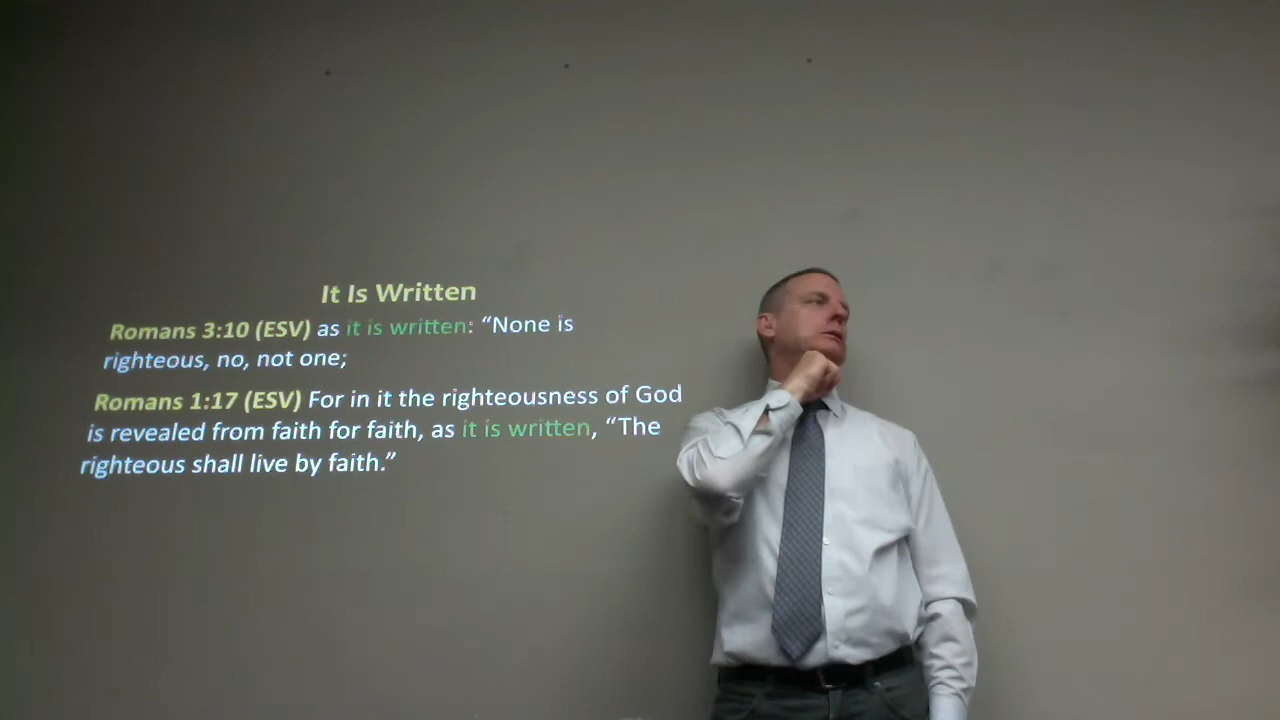 It Is Written
Romans 3:10 (ESV) as it is written: “None is
righteous, no, not one;
Romans 1:17 (ESV) For in it the righteousness of God
is revealed from faith for faith, as it is written, “The
righteous shall live by faith.”